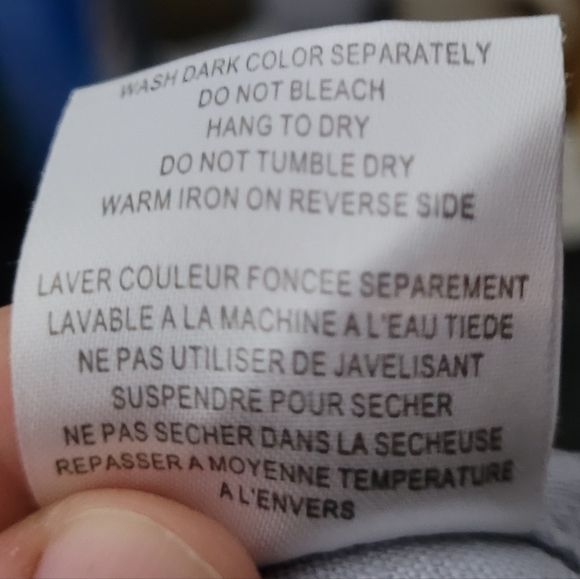 WASH DARK COLOR SEPARATELY
DO NOT BLEACH
HANG TO DRY
DO NOT TUMBLE DRY
WARM IRON ON REVERSE SIDE
LAVER COULEUR FONCEE SEPAREMENT
LAVABLE A LA MACHINE A L'EAU TIEDE
NE PAS UTILISER DE JAVELISANT
SUSPENDRE POUR SECHER
NE PAS SECHER DANS LA SECHEUSE
REPASSER A MOYENNE TEMPERATURE
A L'ENVERS